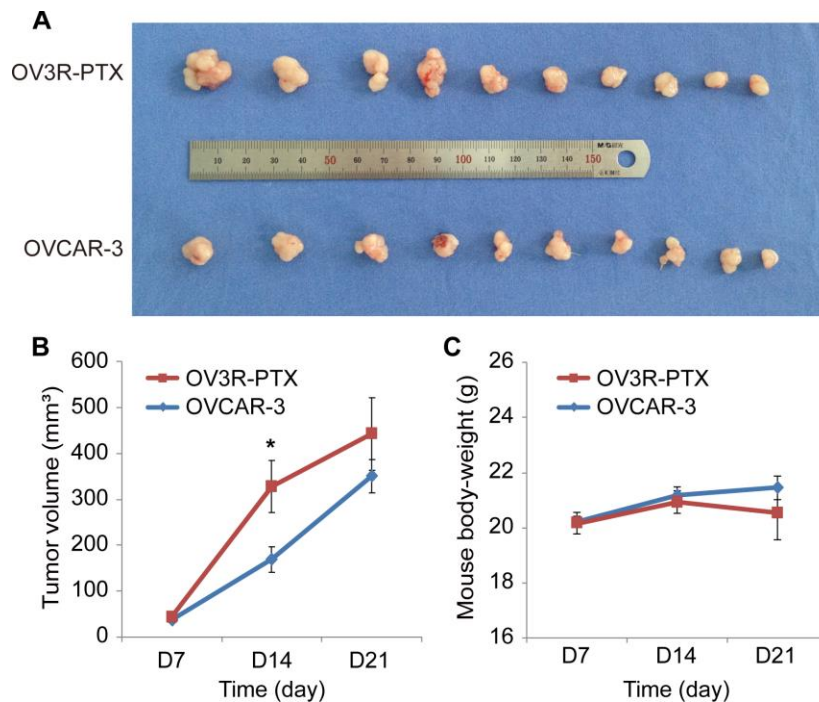 A
OV3R-PTX
10 20 30 40 50 60 70 80 90 100 110 120 130 140 150
M&G
OVCAR-3
B
600
500
400
300
200
100
0
Tumor volume (mm³)
OV3R-PTX
OVCAR-3
*
D7 D14 D21
Time (day)
C
26
24
22
20
18
16
Mouse body-weight (g)
OV3R-PTX
OVCAR-3
D7 D14 D21
Time (day)